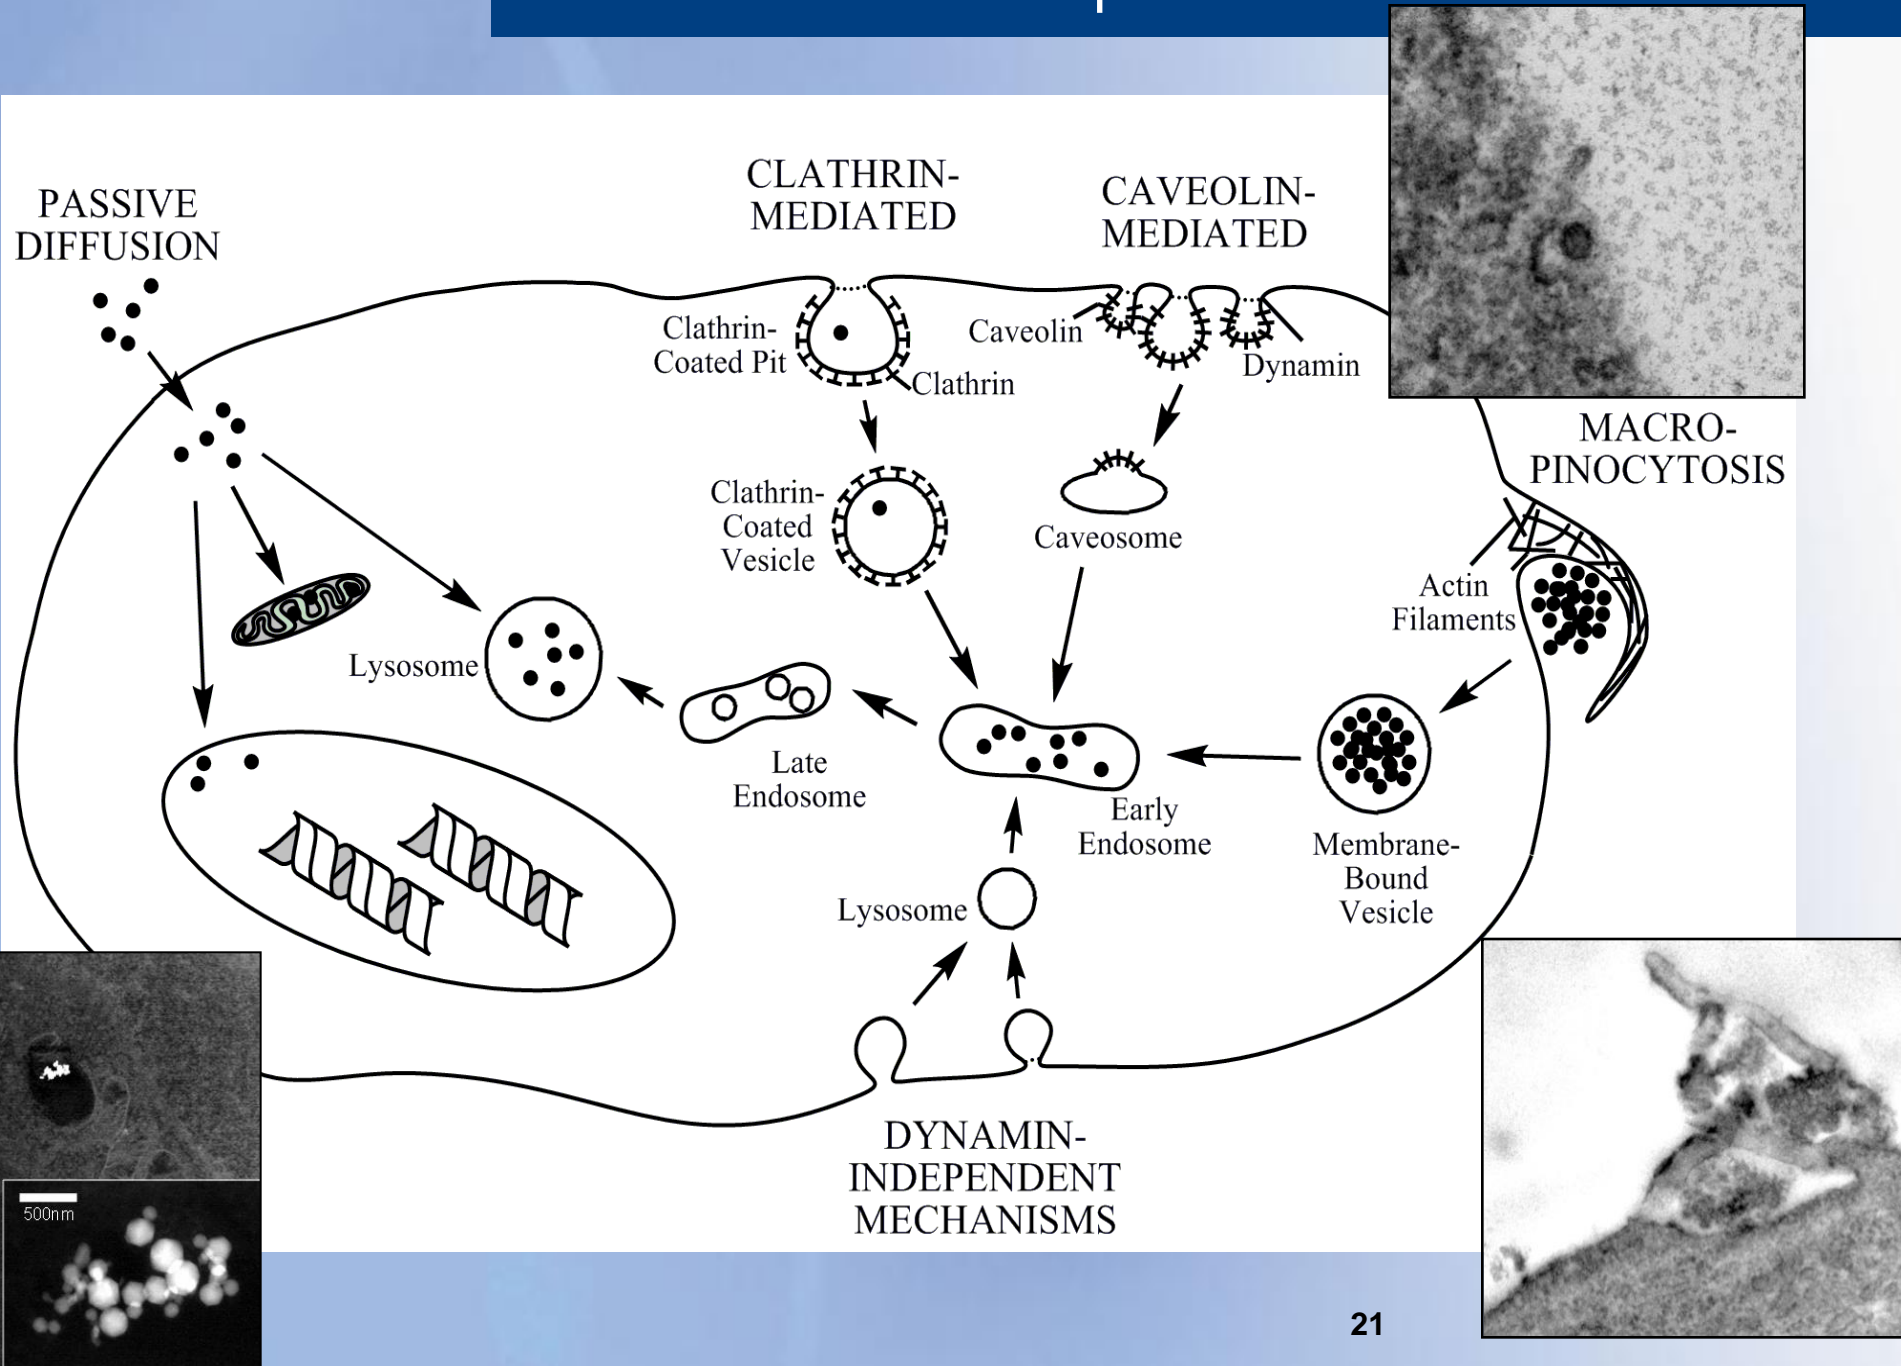 PASSIVE
DIFFUSION
CLATHRIN-
MEDIATED
CAVEOLIN-
MEDIATED
Clathrin-
Coated Pit
Clathrin
Caveolin
Dynamin
MACRO-
PINOCYTOSIS
Clathrin-
Coated
Vesicle
Caveosome
Actin
Filaments
Lysosome
Late
Endosome
Early
Endosome
Membrane-
Bound
Vesicle
Lysosome
DYNAMIN-
INDEPENDENT
MECHANISMS
500nm
21